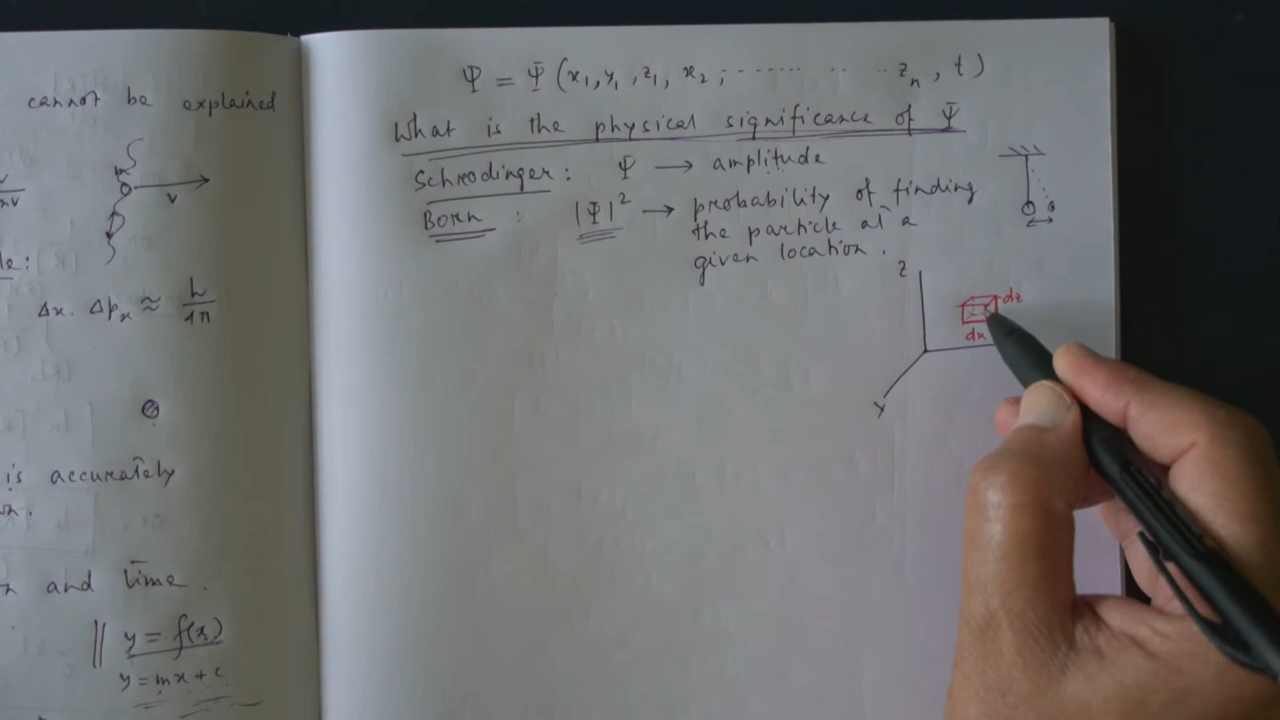 cannot be explained
v
Δx. Δpx ≈ h/4π
is accurately
and time.
y = f(x)
y = mx + c
Ψ = Ψ (x1, y1, z1, x2, ........ .. .. zn, t)
What is the physical significance of Ψ
Schrodinger: Ψ → amplitude
Born : |Ψ|² → probability of finding
the particle at a
given location.
z
dz
dx
y